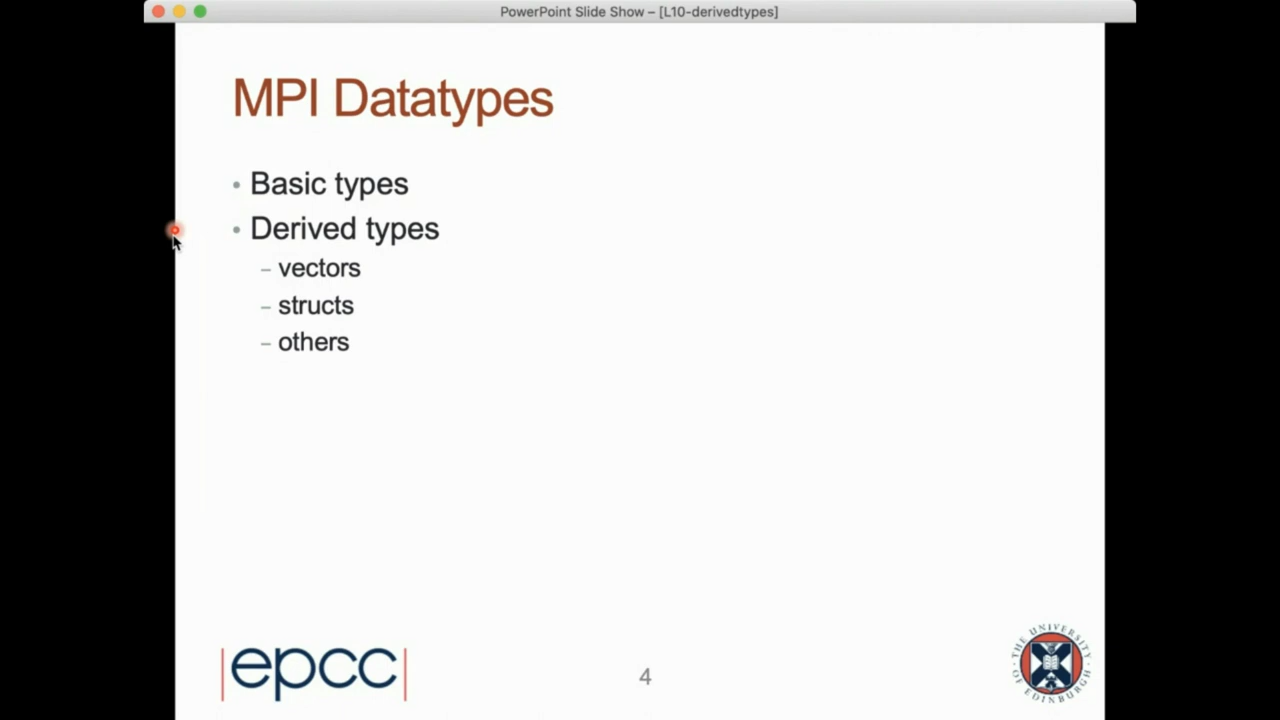 PowerPoint Slide Show – [L10-derivedtypes]
MPI Datatypes
• Basic types
• Derived types
– vectors
– structs
– others
|epcc|
4
THE UNIVERSITY OF EDINBURGH